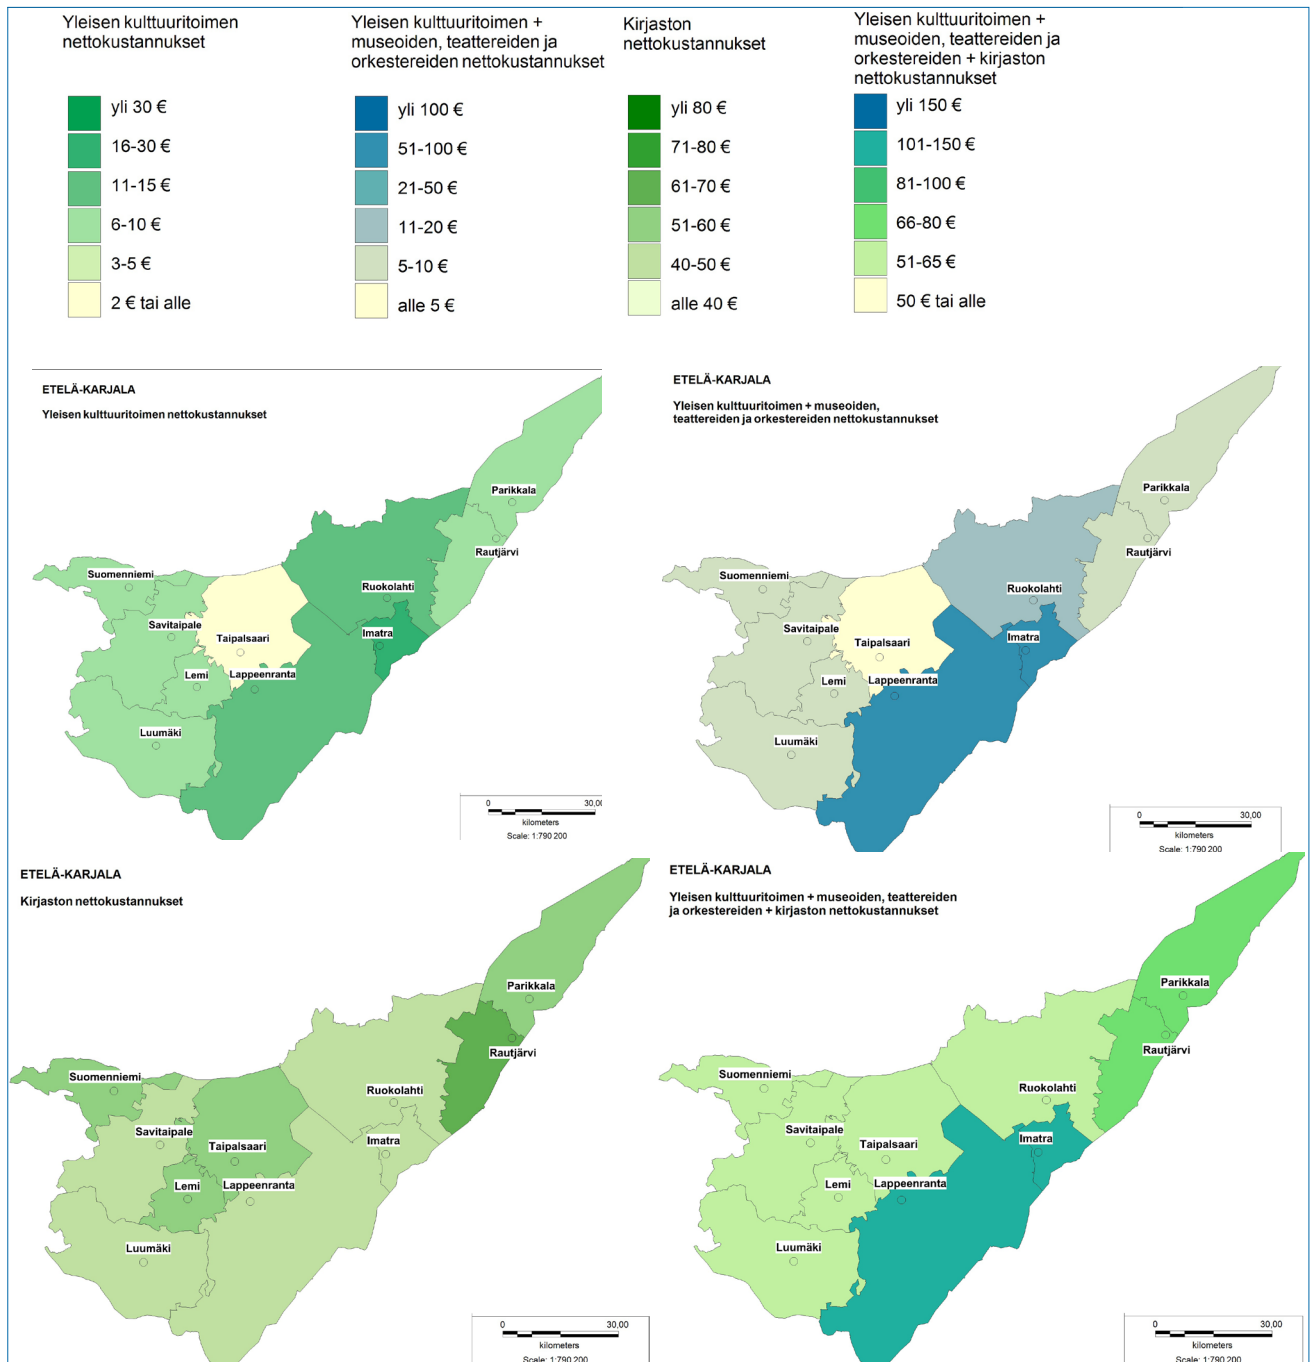 Yleisen kulttuuritoimen
nettokustannukset
yli 30 €
16-30 €
11-15 €
6-10 €
3-5 €
2 € tai alle
Yleisen kulttuuritoimen +
museoiden, teattereiden ja
orkestereiden nettokustannukset
yli 100 €
51-100 €
21-50 €
11-20 €
5-10 €
alle 5 €
Kirjaston
nettokustannukset
yli 80 €
71-80 €
61-70 €
51-60 €
40-50 €
alle 40 €
Yleisen kulttuuritoimen +
museoiden, teattereiden ja
orkestereiden + kirjaston
nettokustannukset
yli 150 €
101-150 €
81-100 €
66-80 €
51-65 €
50 € tai alle
ETELÄ-KARJALA
Yleisen kulttuuritoimen nettokustannukset
Parikkala
Rautjärvi
Suomenniemi
Ruokolahti
Savitaipale
Imatra
Taipalsaari
Lemi
Lappeenranta
Luumäki
0 30,00
kilometers
Scale: 1:790 200
ETELÄ-KARJALA
Yleisen kulttuuritoimen + museoiden,
teattereiden ja orkestereiden nettokustannukset
Parikkala
Rautjärvi
Suomenniemi
Ruokolahti
Savitaipale
Imatra
Taipalsaari
Lemi
Lappeenranta
Luumäki
0 30,00
kilometers
Scale: 1:790 200
ETELÄ-KARJALA
Kirjaston nettokustannukset
Parikkala
Rautjärvi
Suomenniemi
Ruokolahti
Savitaipale
Imatra
Taipalsaari
Lemi
Lappeenranta
Luumäki
0 30,00
kilometers
Scale: 1:790 200
ETELÄ-KARJALA
Yleisen kulttuuritoimen + museoiden, teattereiden
ja orkestereiden + kirjaston nettokustannukset
Parikkala
Rautjärvi
Suomenniemi
Ruokolahti
Savitaipale
Imatra
Taipalsaari
Lemi
Lappeenranta
Luumäki
0 30,00
kilometers
Scale: 1:790 200